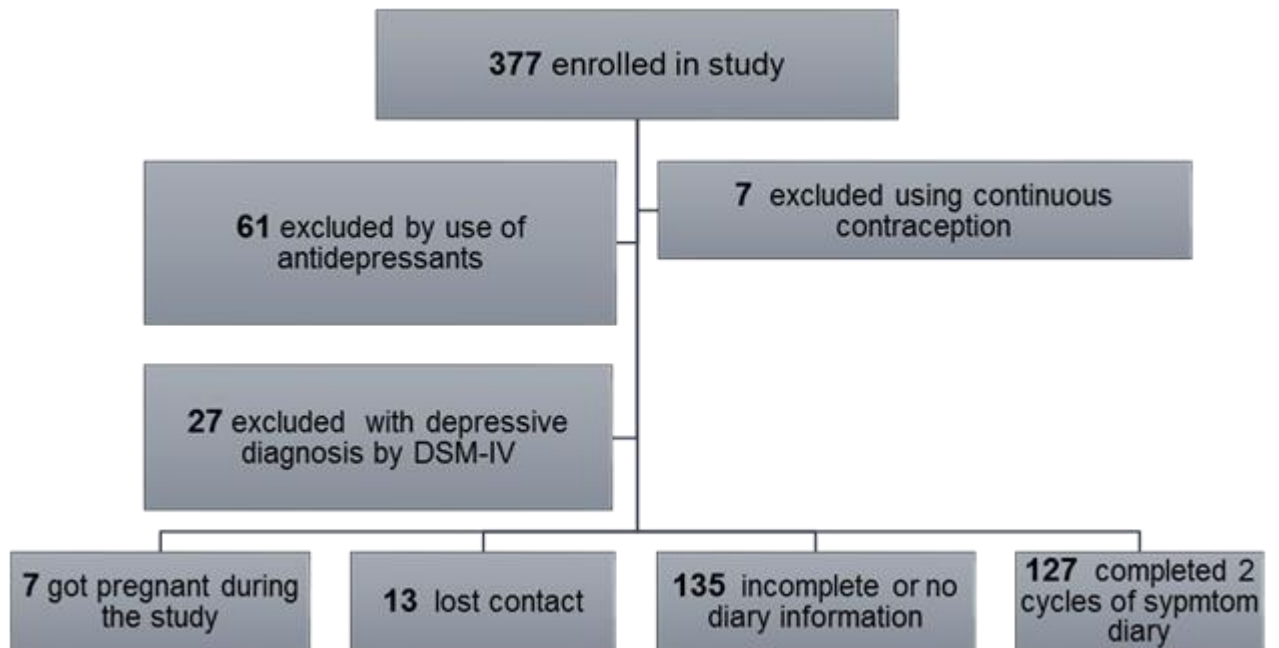 377 enrolled in study
61 excluded by use of
antidepressants
7 excluded using continuous
contraception
27 excluded with depressive
diagnosis by DSM-IV
7 got pregnant during
the study
13 lost contact
135 incomplete or no
diary information
127 completed 2
cycles of sypmtom
diary